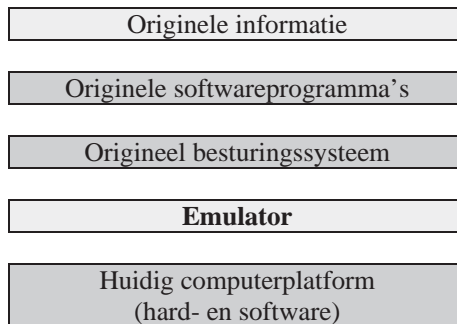 Originele informatie
Originele softwareprogramma's
Origineel besturingssysteem
Emulator
Huidig computerplatform
(hard- en software)